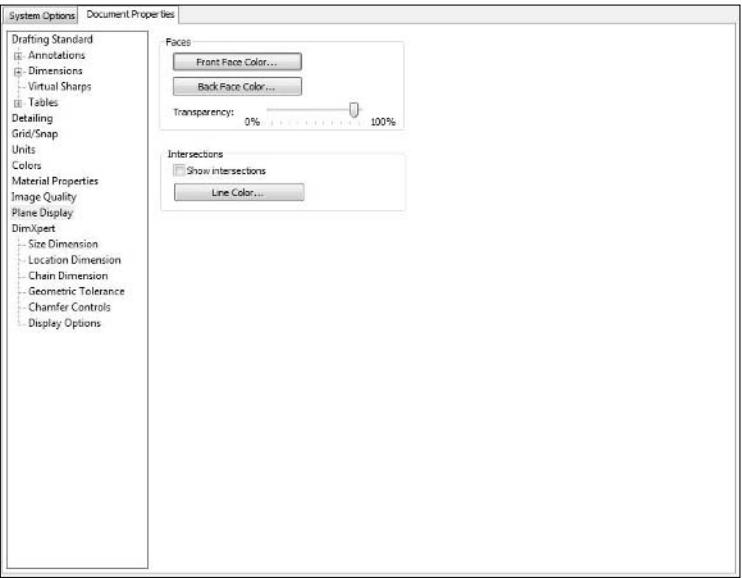 System Options Document Properties
Drafting Standard
Annotations
Dimensions
Virtual Sharps
Tables
Detailing
Grid/Snap
Units
Colors
Material Properties
Image Quality
Plane Display
DimXpert
Size Dimension
Location Dimension
Chain Dimension
Geometric Tolerance
Chamfer Controls
Display Options
Faces
Front Face Color...
Back Face Color...
Transparency:
0% 100%
Intersections
Show intersections
Line Color...